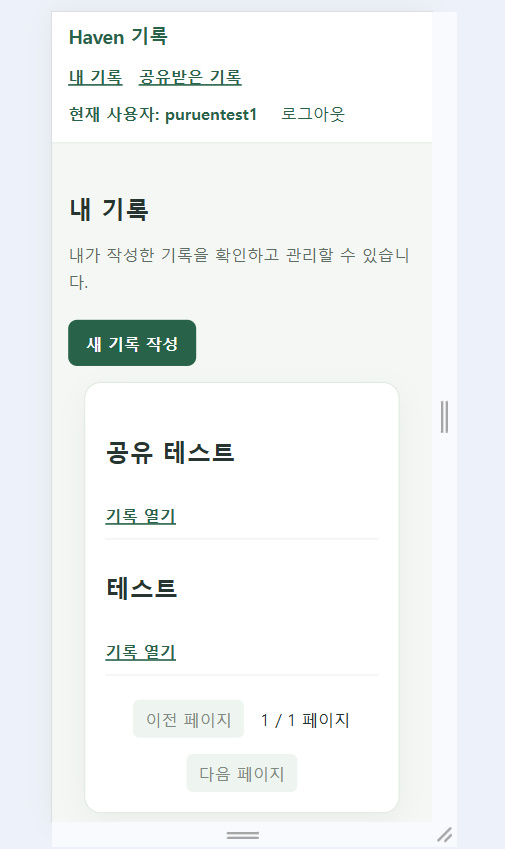 Haven 기록
내 기록 공유받은 기록
현재 사용자: puruentest1 로그아웃
내 기록
내가 작성한 기록을 확인하고 관리할 수 있습니
다.
새 기록 작성
공유 테스트
기록 열기
테스트
기록 열기
이전 페이지 1 / 1 페이지
다음 페이지